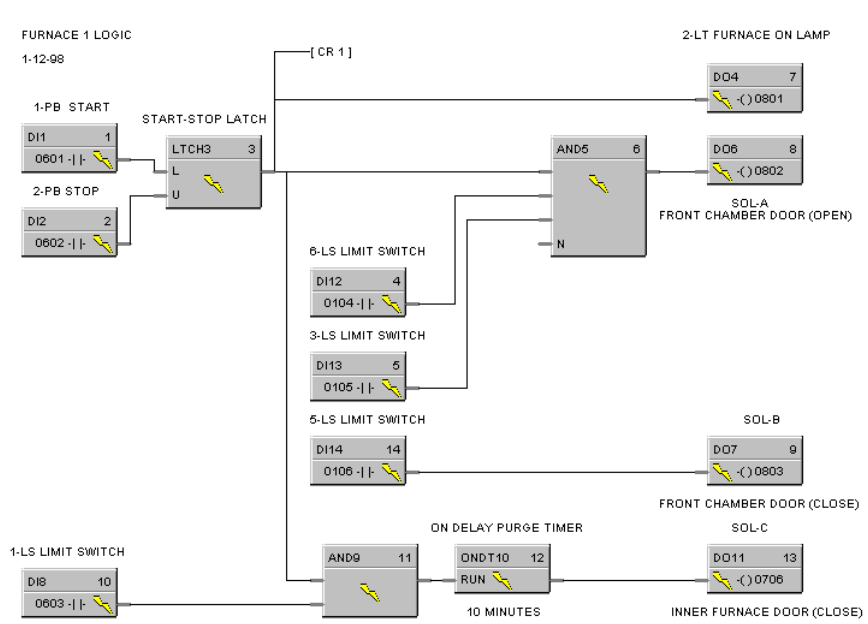 FURNACE 1 LOGIC
1-12-98
[ CR 1 ]
2-LT FURNACE ON LAMP
DO4 7
-( ) 0801
1-PB START
DI1 1
0601 -| |-
START-STOP LATCH
LTCH3 3
L
U
2-PB STOP
DI2 2
0602 -| |-
AND5 6
N
DO6 8
-( ) 0802
SOL-A
FRONT CHAMBER DOOR (OPEN)
6-LS LIMIT SWITCH
DI12 4
0104 -| |-
3-LS LIMIT SWITCH
DI13 5
0105 -| |-
5-LS LIMIT SWITCH
DI14 14
0106 -| |-
SOL-B
DO7 9
-( ) 0803
FRONT CHAMBER DOOR (CLOSE)
1-LS LIMIT SWITCH
DI8 10
0603 -| |-
AND9 11
ON DELAY PURGE TIMER
ONDT10 12
RUN
10 MINUTES
SOL-C
DO11 13
-( ) 0706
INNER FURNACE DOOR (CLOSE)